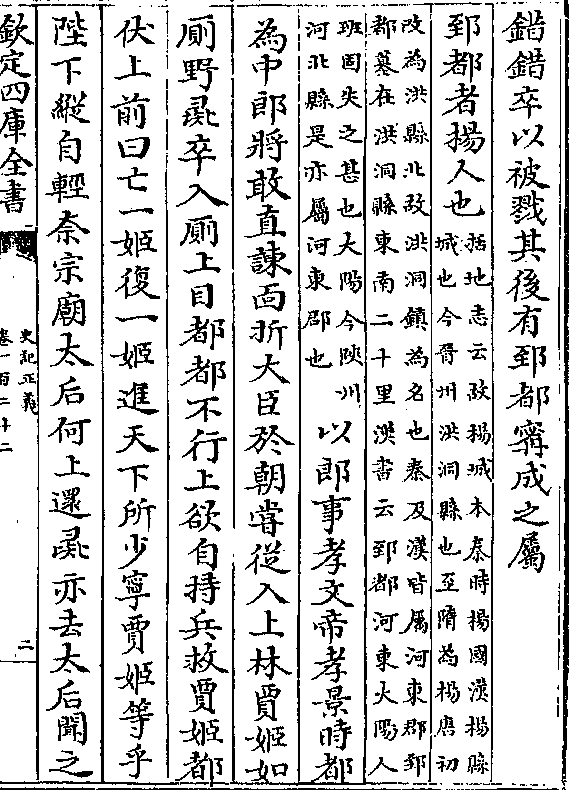 錯錯卒以被戮其後有郅都寗成之屬
郅都者揚人也
括地志云故楊城本秦時楊國漢楊縣
城也今晉州洪洞縣也至隋為楊唐初
改為洪縣北故洪洞鎮為名也秦及漢皆屬河東郡郅
都墓在洪洞縣東南二十里漢書云郅都河東大陽人
班固失之甚也大陽今陝州
河北縣是亦屬河東郡也
以郎事孝文帝孝景時都
為中郎將敢直諫面折大臣於朝嘗從入上林賈姬如
厠野彘卒入厠上目都都不行上欲自持兵救賈姬都
伏上前曰亡一姬復一姬進天下所少寧賈姬等乎
陛下縱自輕奈宗廟太后何上還彘亦去太后聞之
欽定四庫全書
史記正義
卷一百二十二
二